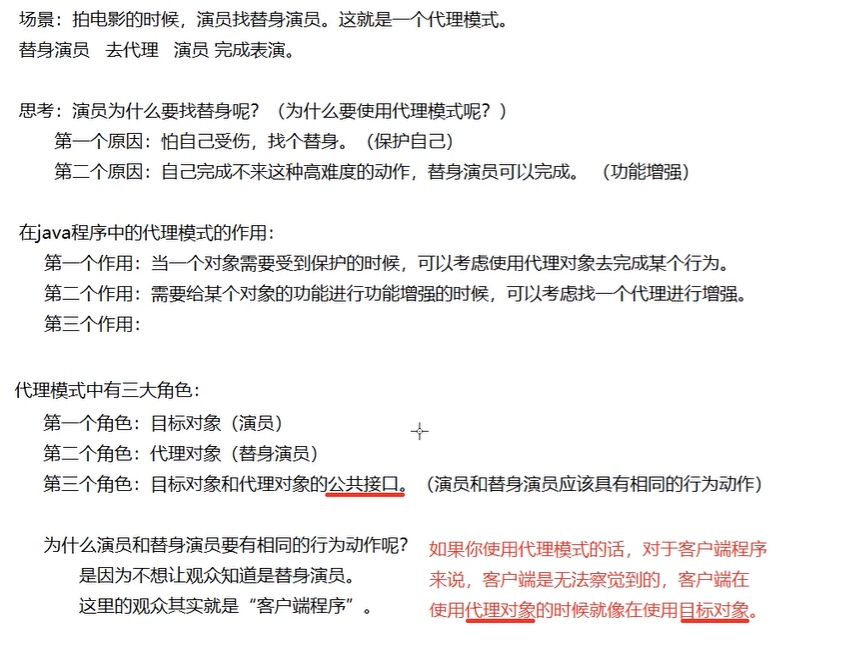 场景：拍电影的时候，演员找替身演员。这就是一个代理模式。
替身演员 去代理 演员 完成表演。
思考：演员为什么要找替身呢？（为什么要使用代理模式呢？）
第一个原因：怕自己受伤，找个替身。（保护自己）
第二个原因：自己完成不来这种高难度的动作，替身演员可以完成。（功能增强）
在java程序中的代理模式的作用：
第一个作用：当一个对象需要受到保护的时候，可以考虑使用代理对象去完成某个行为。
第二个作用：需要给某个对象的功能进行功能增强的时候，可以考虑找一个代理进行增强。
第三个作用：
代理模式中有三大角色：
第一个角色：目标对象（演员）
第二个角色：代理对象（替身演员）
第三个角色：目标对象和代理对象的公共接口。（演员和替身演员应该具有相同的行为动作）
为什么演员和替身演员要有相同的行为动作呢？
是因为不想让观众知道是替身演员。
这里的观众其实就是“客户端程序”。
如果你使用代理模式的话，对于客户端程序
来说，客户端是无法察觉到的，客户端在
使用代理对象的时候就像在使用目标对象。